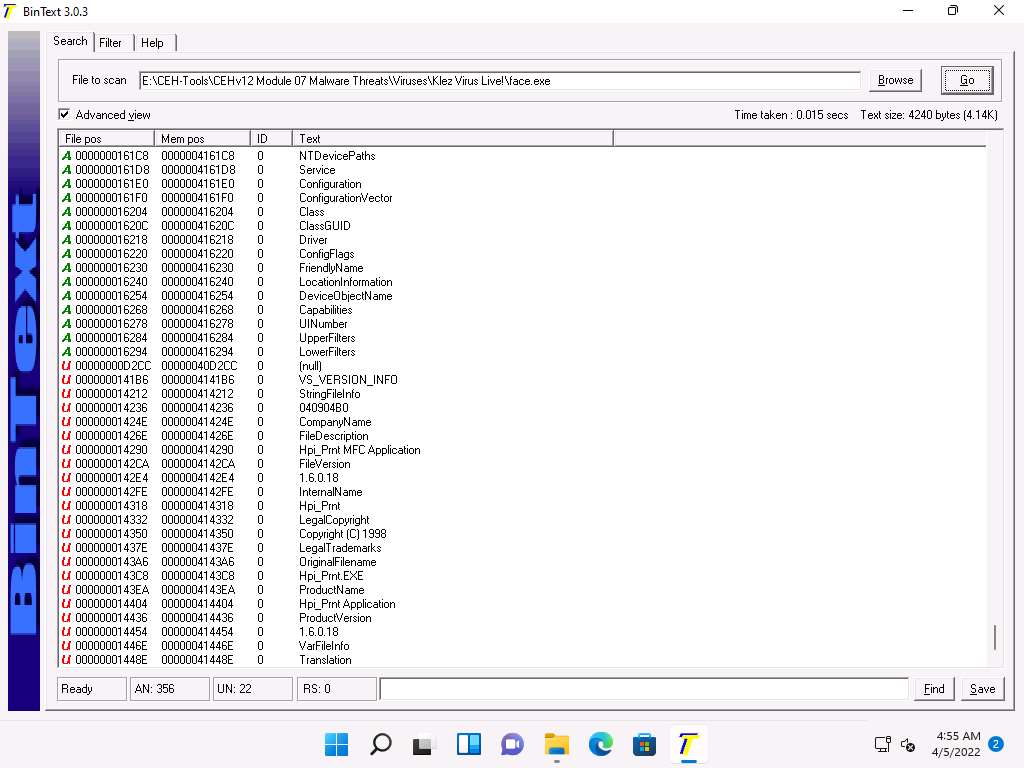 BinText 3.0.3
Search Filter Help
File to scan E:\CEH-Tools\CEHv12 Module 07 Malware Threats\Viruses\Klez Virus Live!\face.exe Browse Go
Advanced view Time taken : 0.015 secs Text size: 4240 bytes (4.14K)
File pos Mem pos ID Text
A 0000000161C8 0000004161C8 0 NTDevicePaths
A 0000000161D8 0000004161D8 0 Service
A 0000000161E0 0000004161E0 0 Configuration
A 0000000161F0 0000004161F0 0 ConfigurationVector
A 000000016204 000000416204 0 Class
A 00000001620C 00000041620C 0 ClassGUID
A 000000016218 000000416218 0 Driver
A 000000016220 000000416220 0 ConfigFlags
A 000000016230 000000416230 0 FriendlyName
A 000000016240 000000416240 0 LocationInformation
A 000000016254 000000416254 0 DeviceObjectName
A 000000016268 000000416268 0 Capabilities
A 000000016278 000000416278 0 UINumber
A 000000016284 000000416284 0 UpperFilters
A 000000016294 000000416294 0 LowerFilters
U 00000000D2CC 00000040D2CC 0 (null)
U 0000000141B6 0000004141B6 0 VS_VERSION_INFO
U 000000014212 000000414212 0 StringFileInfo
U 000000014236 000000414236 0 040904B0
U 00000001424E 00000041424E 0 CompanyName
U 00000001426E 00000041426E 0 FileDescription
U 000000014290 000000414290 0 Hpi_Prnt MFC Application
U 0000000142CA 0000004142CA 0 FileVersion
U 0000000142E4 0000004142E4 0 1.6.0.18
U 0000000142FE 0000004142FE 0 InternalName
U 000000014318 000000414318 0 Hpi_Prnt
U 000000014332 000000414332 0 LegalCopyright
U 000000014350 000000414350 0 Copyright (C) 1998
U 00000001437E 00000041437E 0 LegalTrademarks
U 0000000143A6 0000004143A6 0 OriginalFilename
U 0000000143C8 0000004143C8 0 Hpi_Prnt.EXE
U 0000000143EA 0000004143EA 0 ProductName
U 000000014404 000000414404 0 Hpi_Prnt Application
U 000000014436 000000414436 0 ProductVersion
U 000000014454 000000414454 0 1.6.0.18
U 00000001446E 00000041446E 0 VarFileInfo
U 00000001448E 00000041448E 0 Translation
Ready AN: 356 UN: 22 RS: 0 Find Save
BinText
4:55 AM
4/5/2022 2